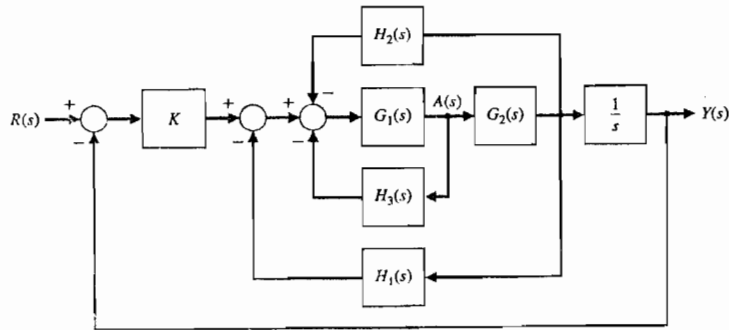 H₂(s)
R(s) + − K + − + − − G₁(s) A(s) G₂(s) 1/s Y(s)
H₃(s)
H₁(s)